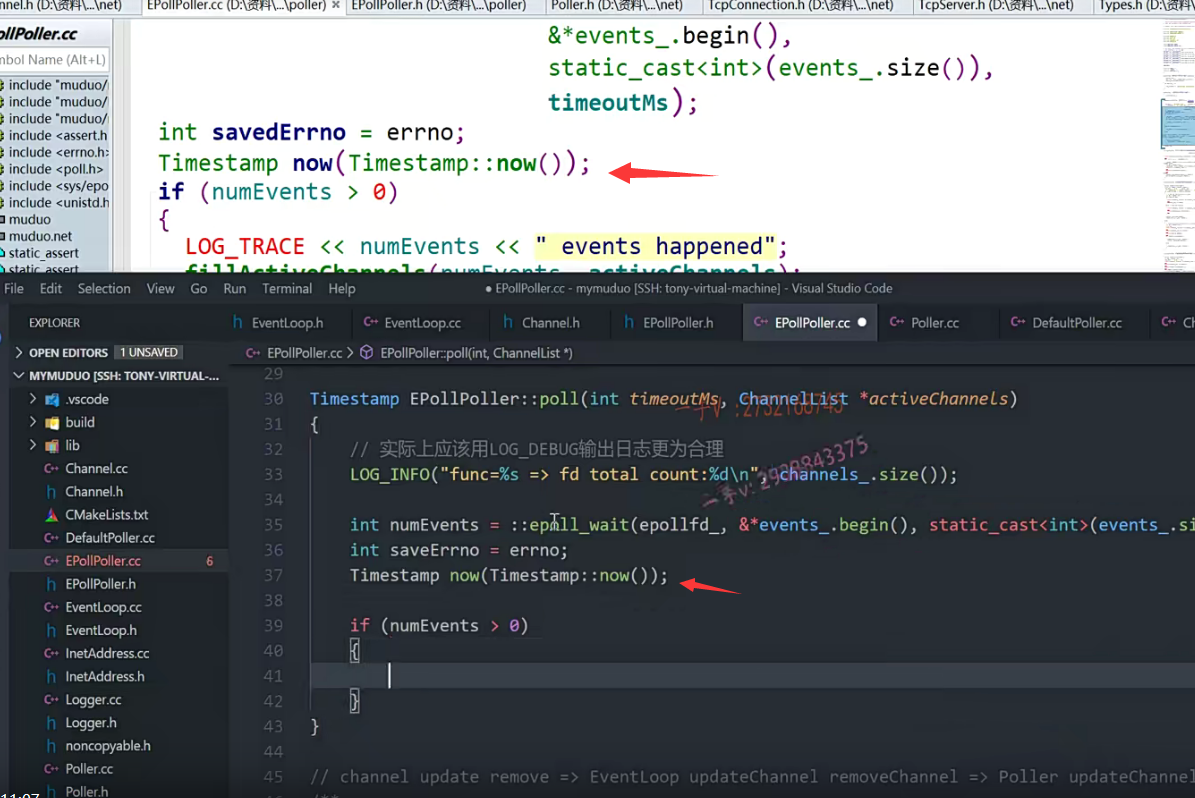 nnel.h (D:\资料\...\net)
EPollPoller.cc (D:\资料\...\poller)
EPollPoller.h (D:\资料\...\poller)
Poller.h (D:\资料\...\net)
TcpConnection.h (D:\资料\...\net)
TcpServer.h (D:\资料\...\net)
Types.h (D:\资料
ollPoller.cc
mbol Name (Alt+L)
include "muduo/
include "muduo/
include "muduo/
include <assert.h
include <errno.h>
include <poll.h>
include <sys/epo
include <unistd.h
muduo
muduo.net
static_assert
static_assert
&*events_.begin(),
static_cast<int>(events_.size()),
timeoutMs);
int savedErrno = errno;
Timestamp now(Timestamp::now());
if (numEvents > 0)
{
LOG_TRACE << numEvents << " events happened";
fillActiveChannels(numEvents, activeChannels);
File Edit Selection View Go Run Terminal Help
● EPollPoller.cc - mymuduo [SSH: tony-virtual-machine] - Visual Studio Code
EXPLORER
OPEN EDITORS 1 UNSAVED
MYMUDUO [SSH: TONY-VIRTUAL-...
.vscode
build
lib
Channel.cc
Channel.h
CMakeLists.txt
DefaultPoller.cc
EPollPoller.cc 6
EPollPoller.h
EventLoop.cc
EventLoop.h
InetAddress.cc
InetAddress.h
Logger.cc
Logger.h
noncopyable.h
Poller.cc
Poller.h
EventLoop.h
EventLoop.cc
Channel.h
EPollPoller.h
EPollPoller.cc ●
Poller.cc
DefaultPoller.cc
Ch
EPollPoller.cc > EPollPoller::poll(int, ChannelList *)
29
30 Timestamp EPollPoller::poll(int timeoutMs, ChannelList *activeChannels)
31 {
32 // 实际上应该用LOG_DEBUG输出日志更为合理
33 LOG_INFO("func=%s => fd total count:%d\n", channels_.size());
34
35 int numEvents = ::epoll_wait(epollfd_, &*events_.begin(), static_cast<int>(events_.si
36 int saveErrno = errno;
37 Timestamp now(Timestamp::now());
38
39 if (numEvents > 0)
40 {
41
42 }
43 }
44
45 // channel update remove => EventLoop updateChannel removeChannel => Poller updateChannel